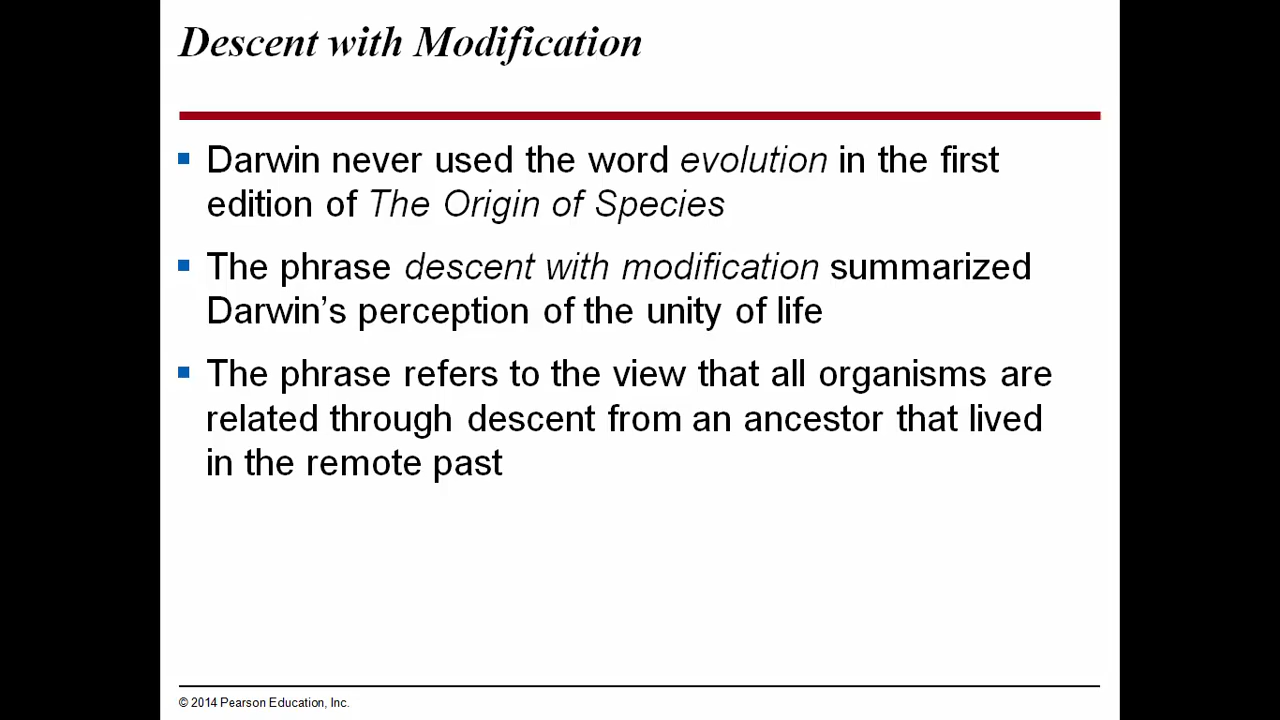 Descent with Modification
Darwin never used the word evolution in the first
edition of The Origin of Species
The phrase descent with modification summarized
Darwin’s perception of the unity of life
The phrase refers to the view that all organisms are
related through descent from an ancestor that lived
in the remote past
© 2014 Pearson Education, Inc.